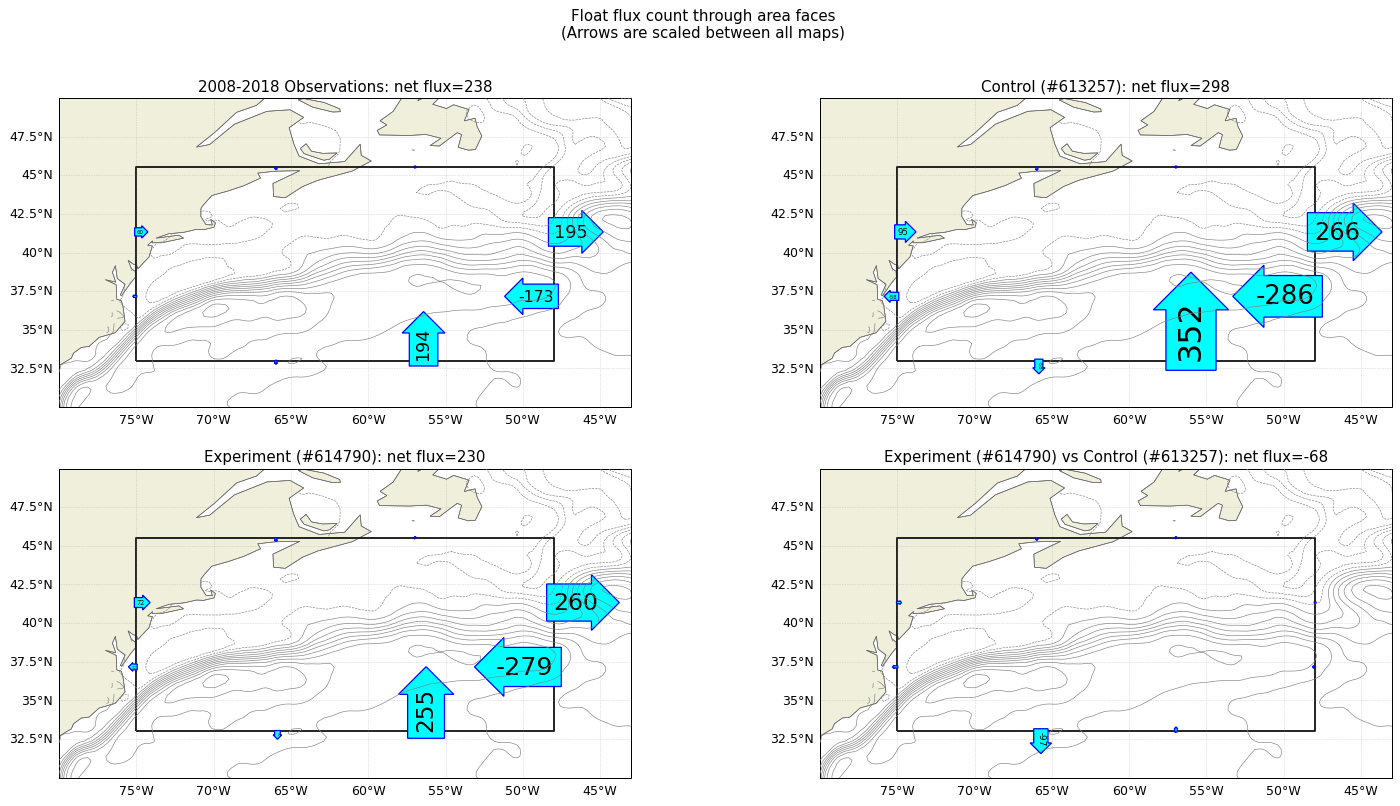 Float flux count through area faces
(Arrows are scaled between all maps)
2008-2018 Observations: net flux=238
47.5°N
45°N
42.5°N
40°N
37.5°N
35°N
32.5°N
75°W
70°W
65°W
60°W
55°W
50°W
45°W
195
-173
194
Control (#613257): net flux=298
47.5°N
45°N
42.5°N
40°N
37.5°N
35°N
32.5°N
75°W
70°W
65°W
60°W
55°W
50°W
45°W
95
266
-286
352
Experiment (#614790): net flux=230
47.5°N
45°N
42.5°N
40°N
37.5°N
35°N
32.5°N
75°W
70°W
65°W
60°W
55°W
50°W
45°W
72
260
-279
255
Experiment (#614790) vs Control (#613257): net flux=-68
47.5°N
45°N
42.5°N
40°N
37.5°N
35°N
32.5°N
75°W
70°W
65°W
60°W
55°W
50°W
45°W
-97